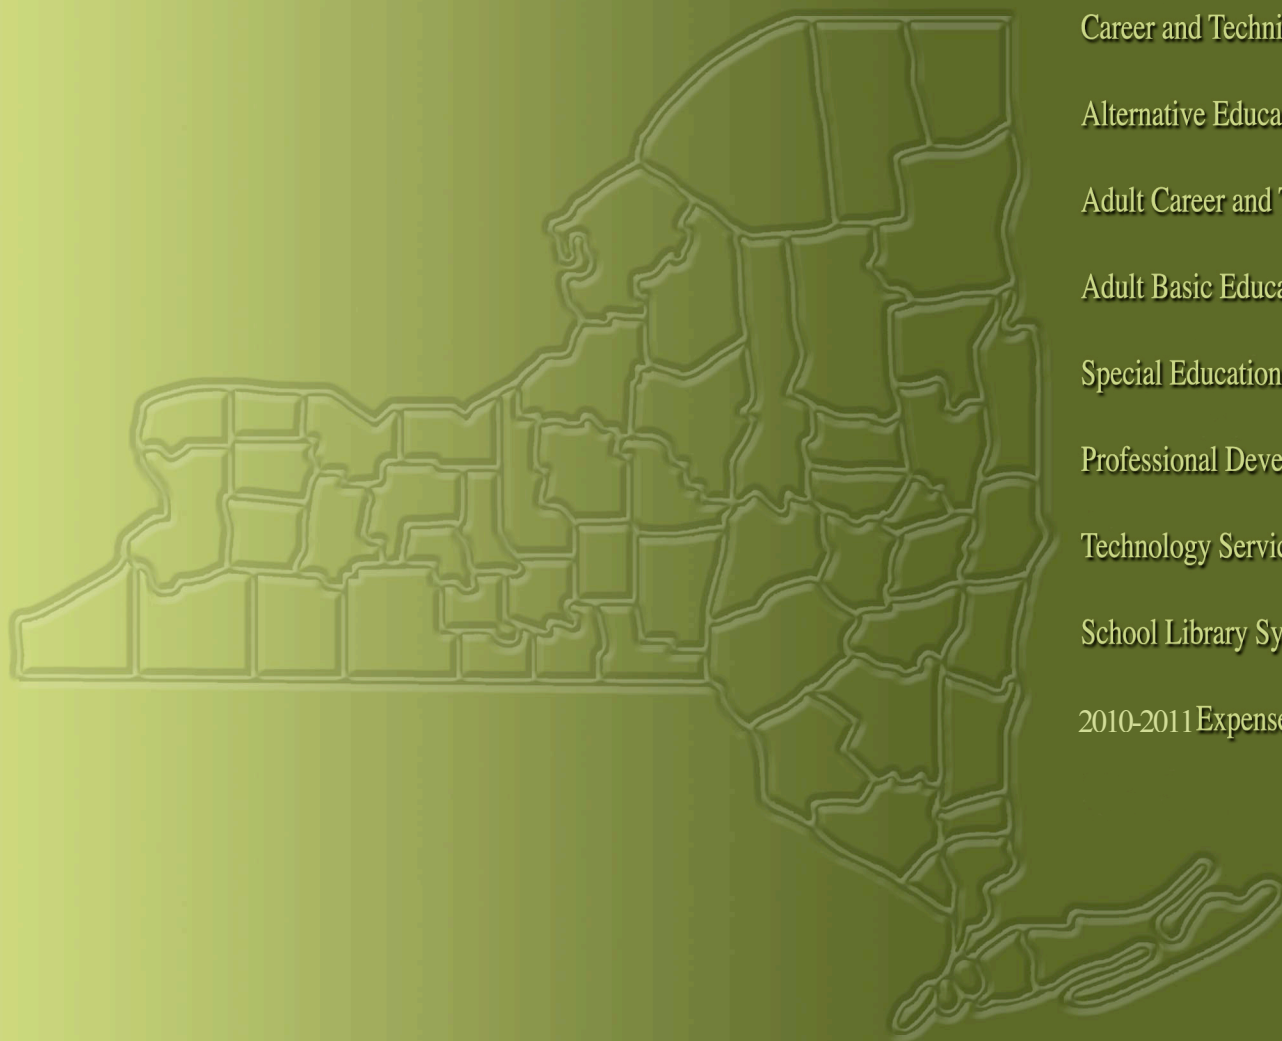 Career and Techni
Alternative Educa
Adult Career and T
Adult Basic Educa
Special Education
Professional Deve
Technology Servic
School Library Sy
2010-2011 Expense